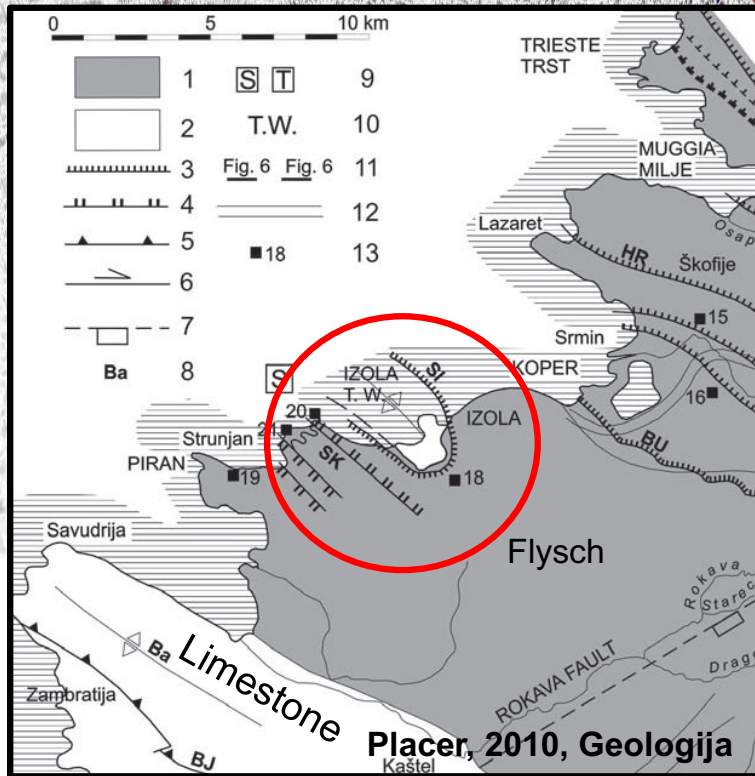 0 5 10 km
1 S T 9
2 T.W. 10
3 Fig. 6 Fig. 6 11
4 12
5 18 13
6
7
Ba 8
TRIESTE
TRST
MUGGIA
MILJE
Osap
Lazaret
HR
Škofije
15
Srmin
S
IZOLA
T. W.
SI
KOPER
16
20
IZOLA
21
Strunjan
SK
BU
PIRAN
19
18
Savudrija
Flysch
Rokava
Starec
Ba
Limestone
Drago
ROKAVA FAULT
Zambratija
BJ
Placer, 2010, Geologija
Kaštel